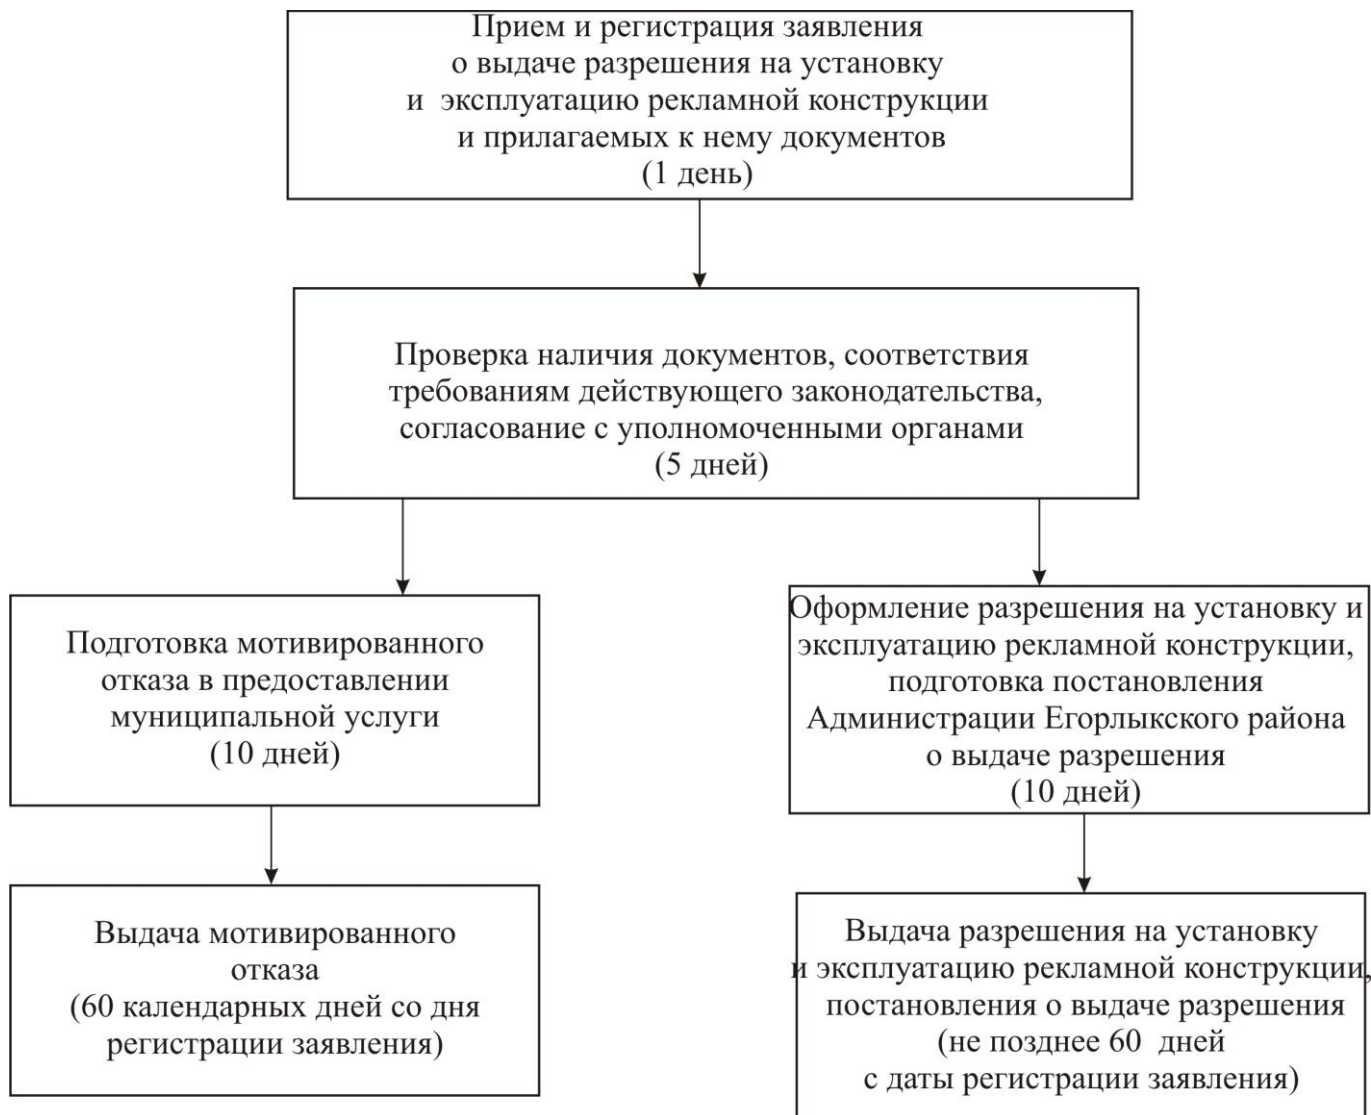 Прием и регистрация заявления
о выдаче разрешения на установку
и эксплуатацию рекламной конструкции
и прилагаемых к нему документов
(1 день)
Проверка наличия документов, соответствия
требованиям действующего законодательства,
согласование с уполномоченными органами
(5 дней)
Подготовка мотивированного
отказа в предоставлении
муниципальной услуги
(10 дней)
Оформление разрешения на установку и
эксплуатацию рекламной конструкции,
подготовка постановления
Администрации Егорлыкского района
о выдаче разрешения
(10 дней)
Выдача мотивированного
отказа
(60 календарных дней со дня
регистрации заявления)
Выдача разрешения на установку
и эксплуатацию рекламной конструкции,
постановления о выдаче разрешения
(не позднее 60 дней
с даты регистрации заявления)